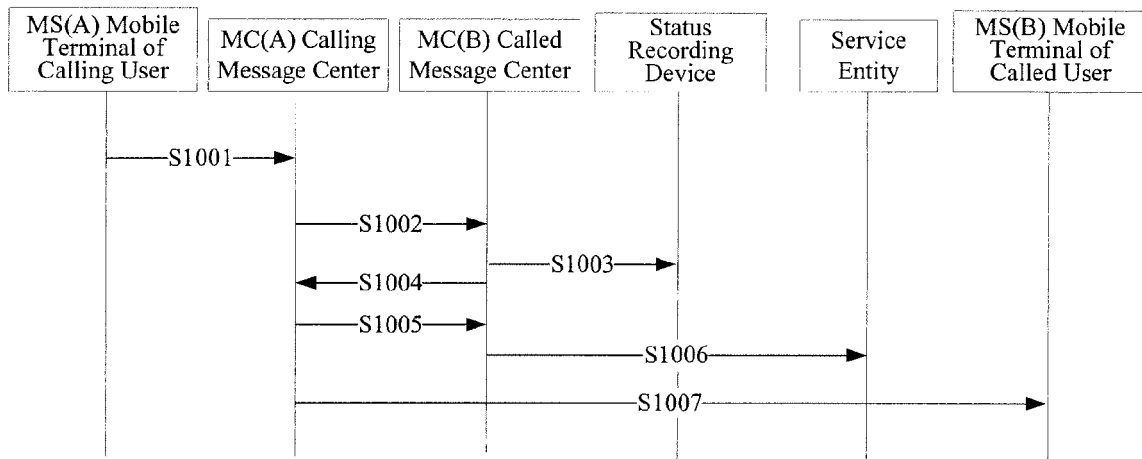 MS(A) Mobile
Terminal of
Calling User
MC(A) Calling
Message Center
MC(B) Called
Message Center
Status
Recording
Device
Service
Entity
MS(B) Mobile
Terminal of
Called User
S1001
S1002
S1003
S1004
S1005
S1006
S1007